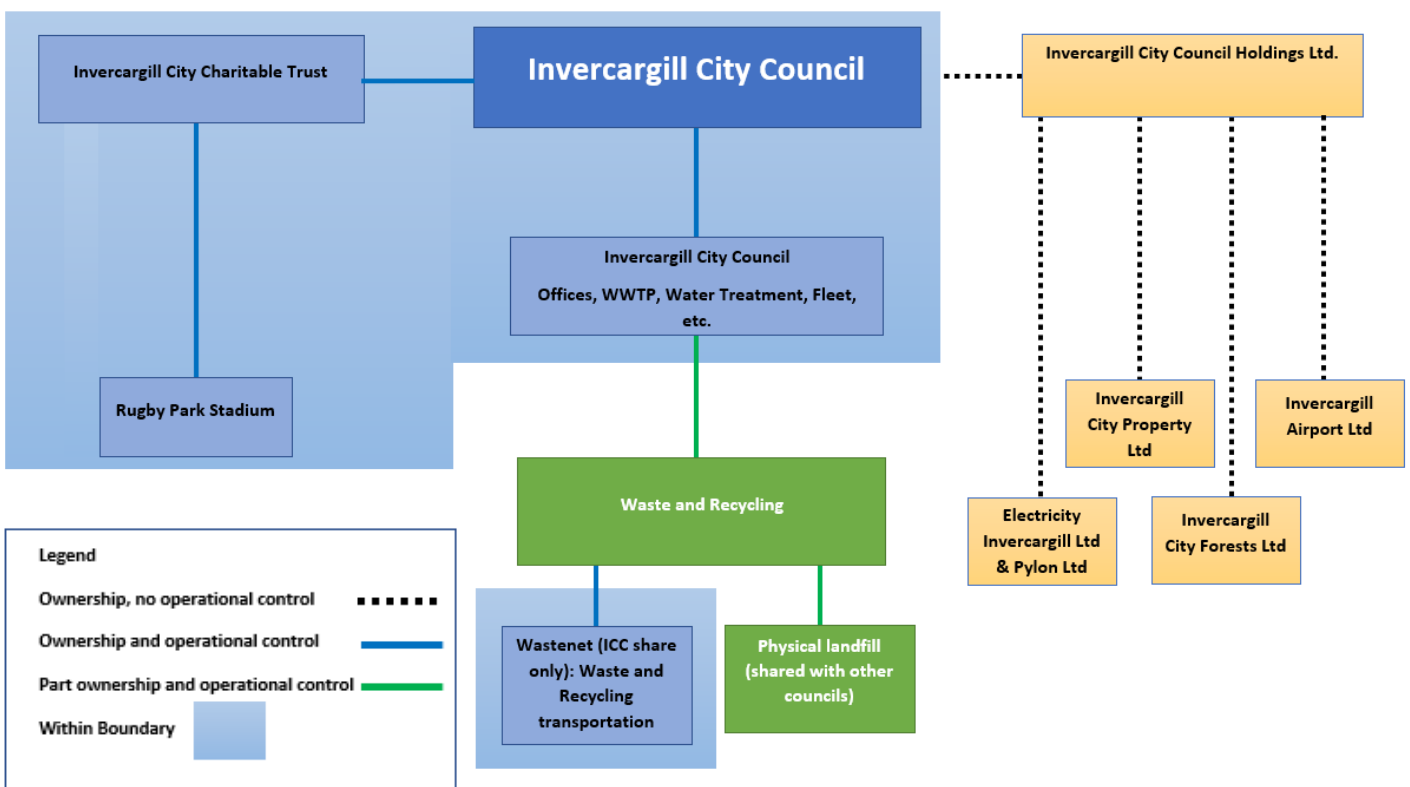 Invercargill City Charitable Trust
Invercargill City Council
Invercargill City Council Holdings Ltd.
Invercargill City Council
Offices, WWTP, Water Treatment, Fleet,
etc.
Rugby Park Stadium
Invercargill
City Property
Ltd
Invercargill
Airport Ltd
Waste and Recycling
Electricity
Invercargill Ltd
& Pylon Ltd
Invercargill
City Forests Ltd
Legend
Ownership, no operational control
Ownership and operational control
Part ownership and operational control
Within Boundary
Wastenet (ICC share
only): Waste and
Recycling
transportation
Physical landfill
(shared with other
councils)